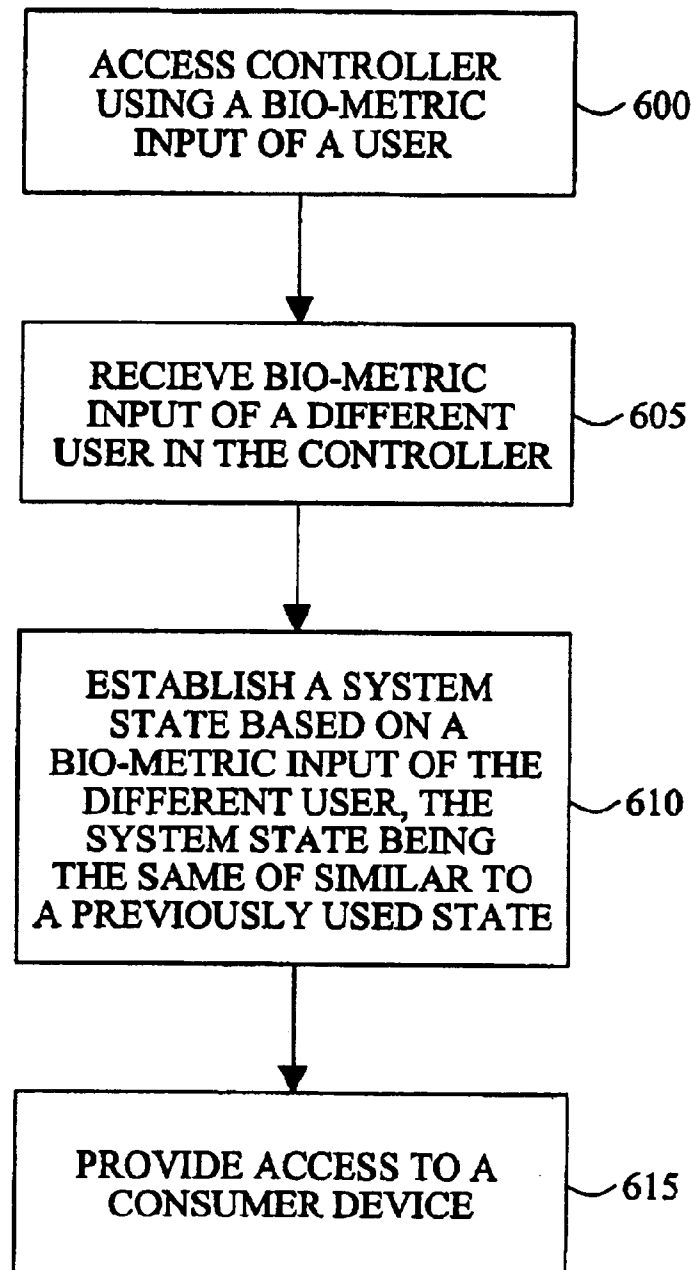 ACCESS CONTROLLER
USING A BIO-METRIC
INPUT OF A USER
600
RECIEVE BIO-METRIC
INPUT OF A DIFFERENT
USER IN THE CONTROLLER
605
ESTABLISH A SYSTEM
STATE BASED ON A
BIO-METRIC INPUT OF THE
DIFFERENT USER, THE
SYSTEM STATE BEING
THE SAME OF SIMILAR TO
A PREVIOUSLY USED STATE
610
PROVIDE ACCESS TO A
CONSUMER DEVICE
615